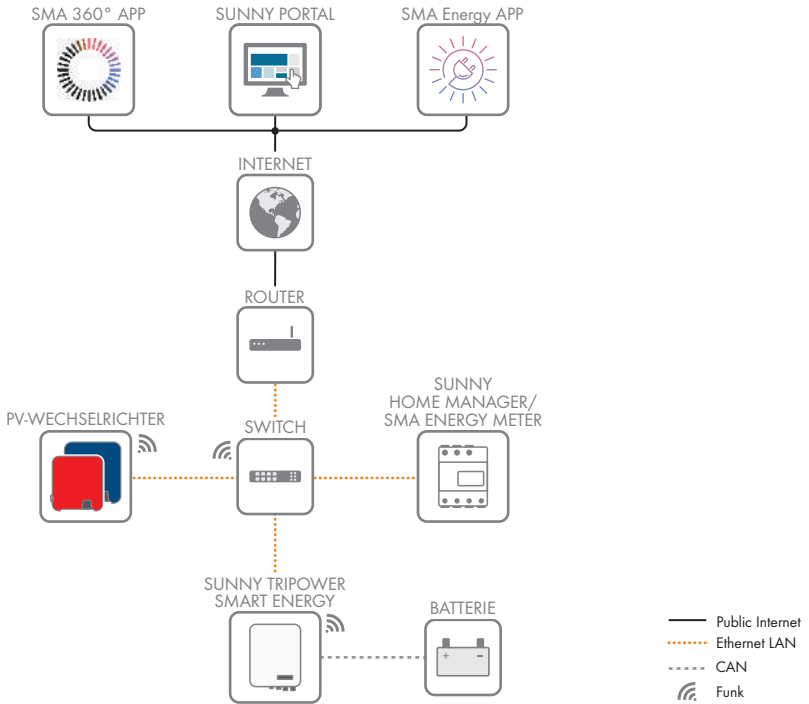 SMA 360° APP
SUNNY PORTAL
SMA Energy APP
INTERNET
ROUTER
SUNNY
HOME MANAGER/
SMA ENERGY METER
PV-WECHSELRICHTER
SWITCH
SUNNY TRIPOWER
SMART ENERGY
BATTERIE
+ −
Public Internet
Ethernet LAN
CAN
Funk